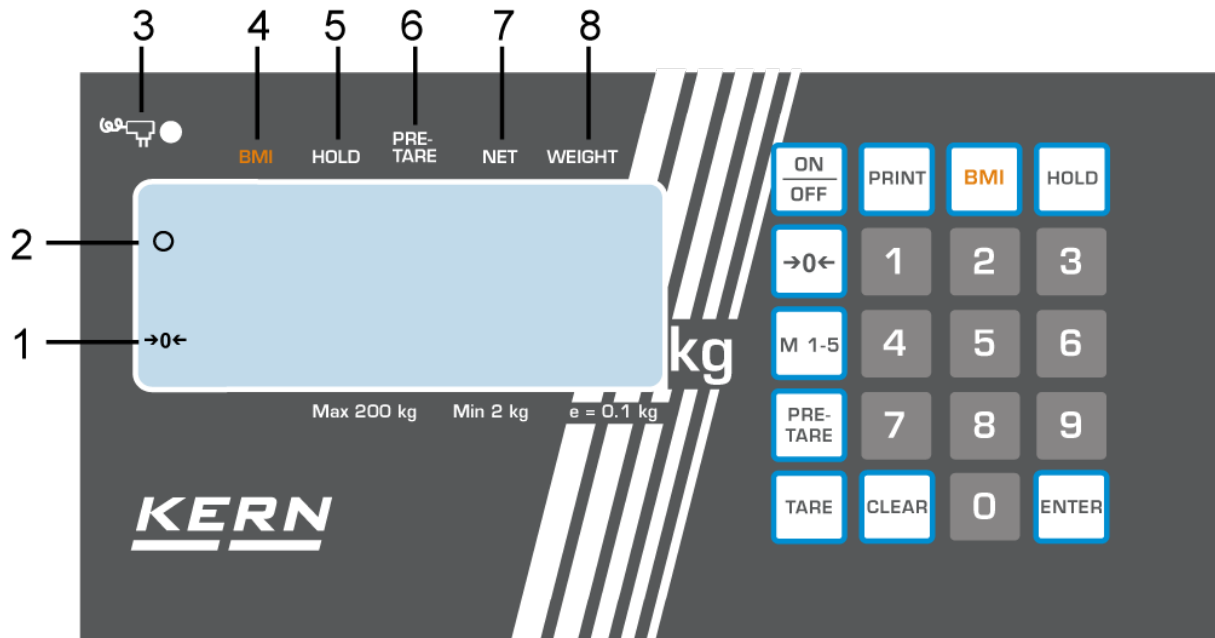 3 4 5 6 7 8
BMI HOLD PRE-TARE NET WEIGHT
2
1 →0←
kg
Max 200 kg Min 2 kg e = 0.1 kg
KERN
ON
OFF
PRINT BMI HOLD
→0← 1 2 3
M 1-5 4 5 6
PRE-
TARE
7 8 9
TARE CLEAR 0 ENTER